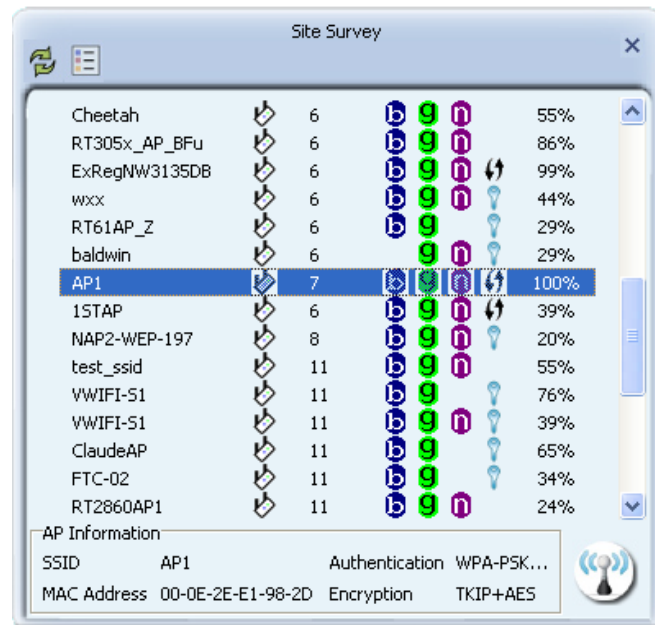 Site Survey
Cheetah 6 b g n 55%
RT305x_AP_BFu 6 b g n 86%
ExRegNW3135DB 6 b g n 99%
wxx 6 b g n 44%
RT61AP_Z 6 b g 29%
baldwin 6 g n 29%
AP1 7 b g n 100%
1STAP 6 b g n 39%
NAP2-WEP-197 8 b g n 20%
test_ssid 11 b g n 55%
VWIFI-S1 11 b g 76%
VWIFI-S1 11 b g n 39%
ClaudeAP 11 b g 65%
FTC-02 11 b g 34%
RT2860AP1 11 b g n 24%
AP Information
SSID AP1 Authentication WPA-PSK...
MAC Address 00-0E-2E-E1-98-2D Encryption TKIP+AES